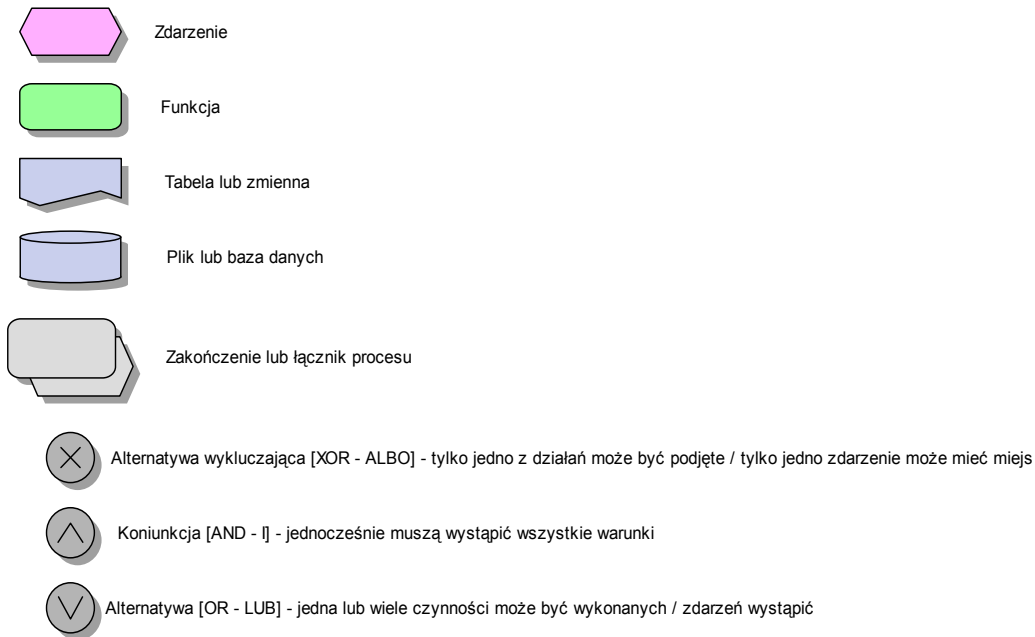 Zdarzenie
Funkcja
Tabela lub zmienna
Plik lub baza danych
Zakończenie lub łącznik procesu
Alternatywa wykluczająca [XOR - ALBO] - tylko jedno z działań może być podjęte / tylko jedno zdarzenie może mieć miejs
Koniunkcja [AND - I] - jednocześnie muszą wystąpić wszystkie warunki
Alternatywa [OR - LUB] - jedna lub wiele czynności może być wykonanych / zdarzeń wystąpić